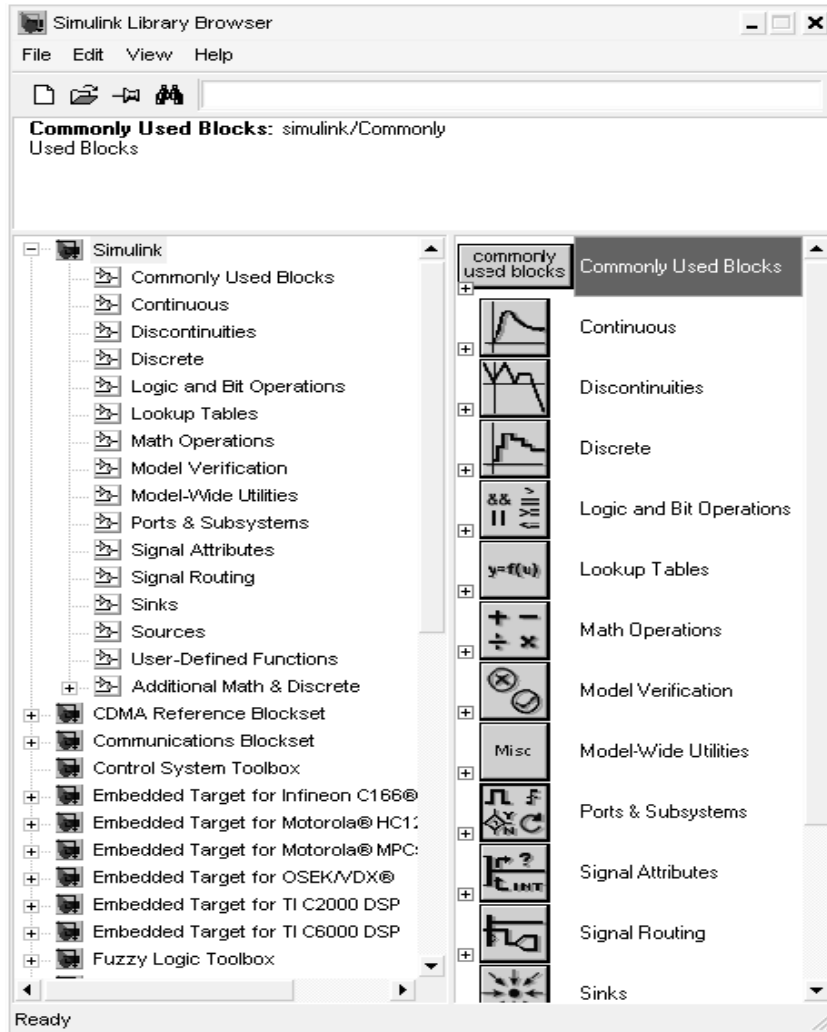 Simulink Library Browser
File Edit View Help
Commonly Used Blocks: simulink/Commonly
Used Blocks
Simulink
Commonly Used Blocks
Continuous
Discontinuities
Discrete
Logic and Bit Operations
Lookup Tables
Math Operations
Model Verification
Model-Wide Utilities
Ports & Subsystems
Signal Attributes
Signal Routing
Sinks
Sources
User-Defined Functions
Additional Math & Discrete
CDMA Reference Blockset
Communications Blockset
Control System Toolbox
Embedded Target for Infineon C166®
Embedded Target for Motorola® HC12
Embedded Target for Motorola® MPC
Embedded Target for OSEK/VDX®
Embedded Target for TI C2000 DSP
Embedded Target for TI C6000 DSP
Fuzzy Logic Toolbox
commonly
used blocks
Commonly Used Blocks
Continuous
Discontinuities
Discrete
&& > >=
|| <=
Logic and Bit Operations
y=f(u)
Lookup Tables
+ −
÷ ×
Math Operations
Model Verification
Misc
Model-Wide Utilities
Y
N
Ports & Subsystems
?
t.INT
Signal Attributes
Signal Routing
Sinks
Ready